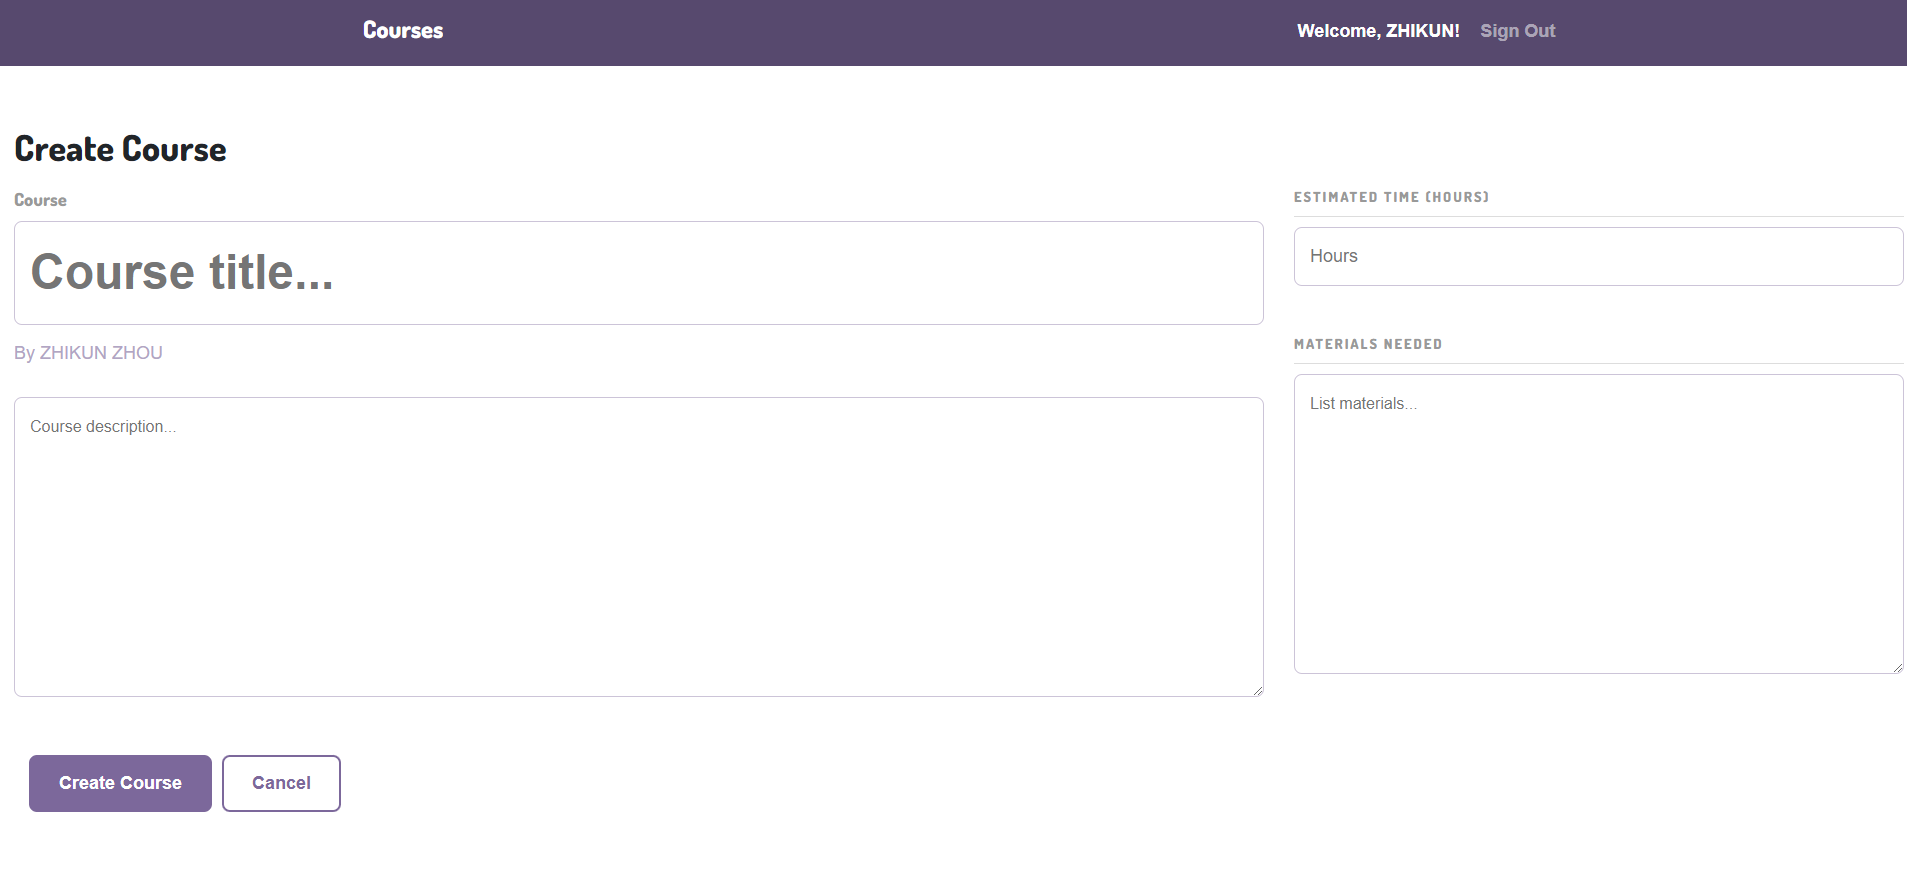 Courses
Welcome, ZHIKUN! Sign Out
Create Course
Course
Course title...
By ZHIKUN ZHOU
Course description...
ESTIMATED TIME (HOURS)
Hours
MATERIALS NEEDED
List materials...
Create Course
Cancel